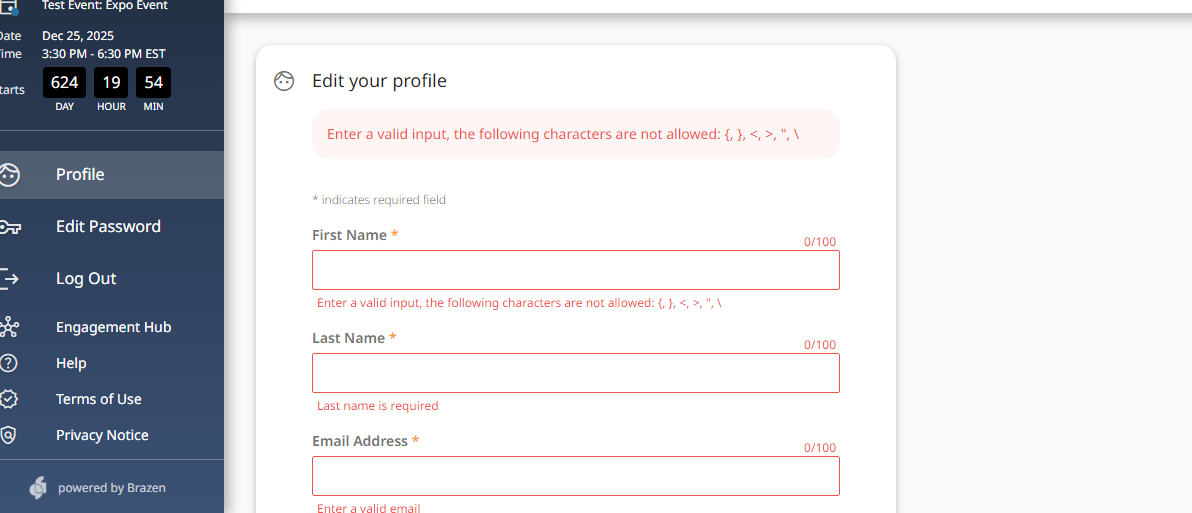 Test Event: Expo Event
Date Dec 25, 2025
Time 3:30 PM - 6:30 PM EST
Starts 624 19 54
DAY HOUR MIN
Profile
Edit Password
Log Out
Engagement Hub
Help
Terms of Use
Privacy Notice
powered by Brazen
Edit your profile
Enter a valid input, the following characters are not allowed: {, }, <, >, ", \
* indicates required field
First Name *
0/100
Enter a valid input, the following characters are not allowed: {, }, <, >, ", \
Last Name *
0/100
Last name is required
Email Address *
0/100
Enter a valid email